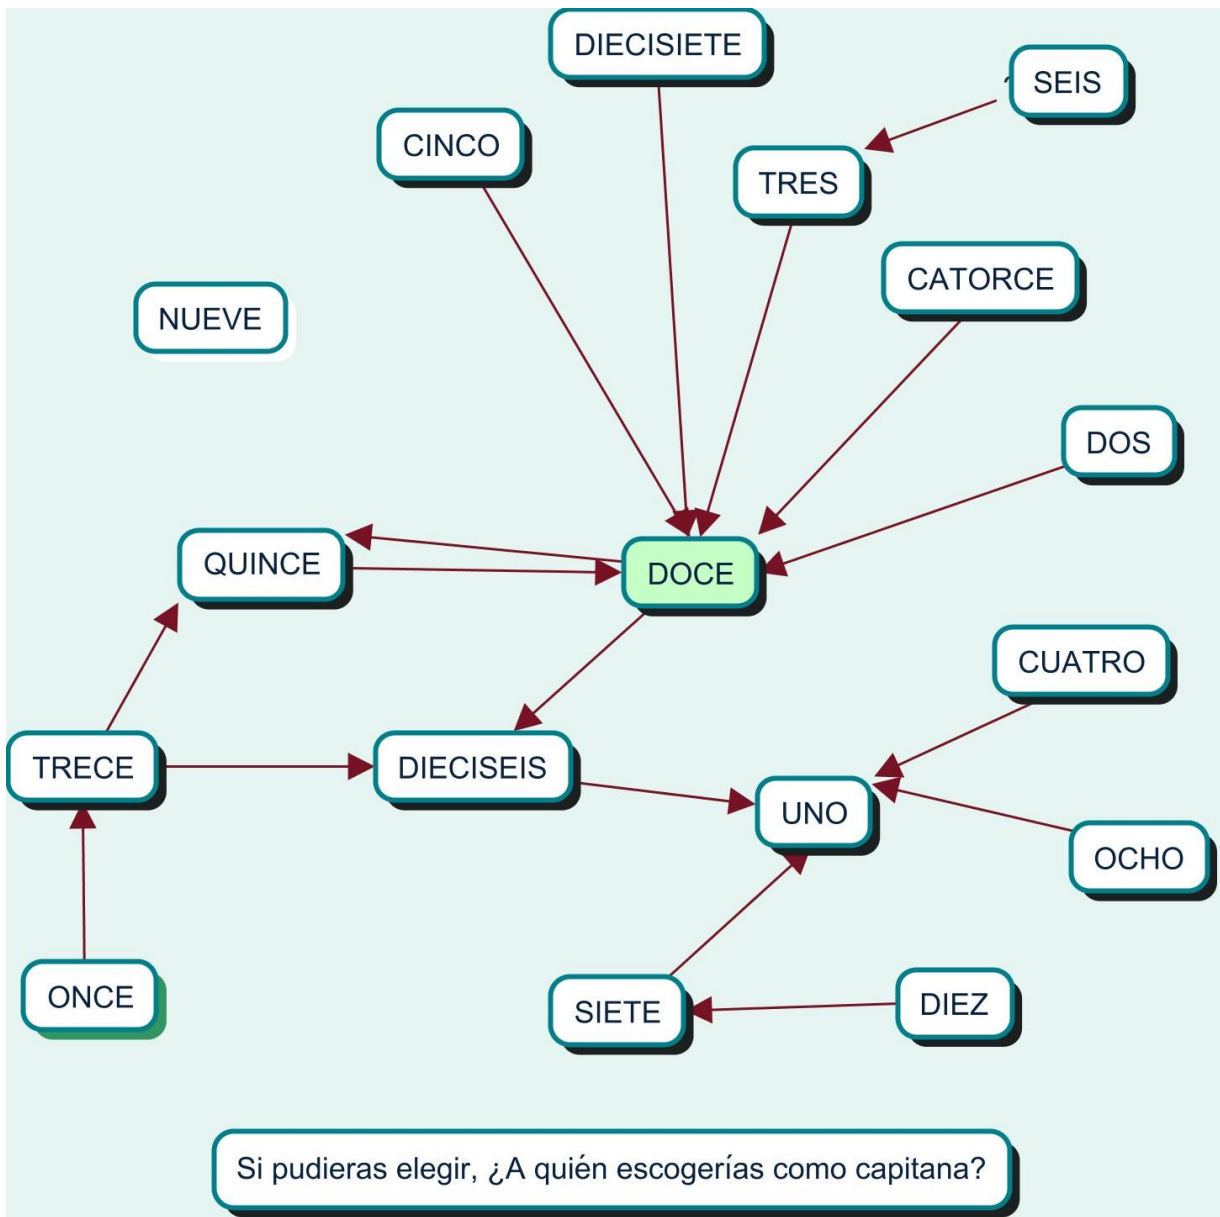 DIECISIETE
SEIS
CINCO
TRES
CATORCE
NUEVE
DOS
QUINCE
DOCE
CUATRO
TRECE
DIECISEIS
UNO
OCHO
ONCE
SIETE
DIEZ
Si pudieras elegir, ¿A quién escogerías como capitana?